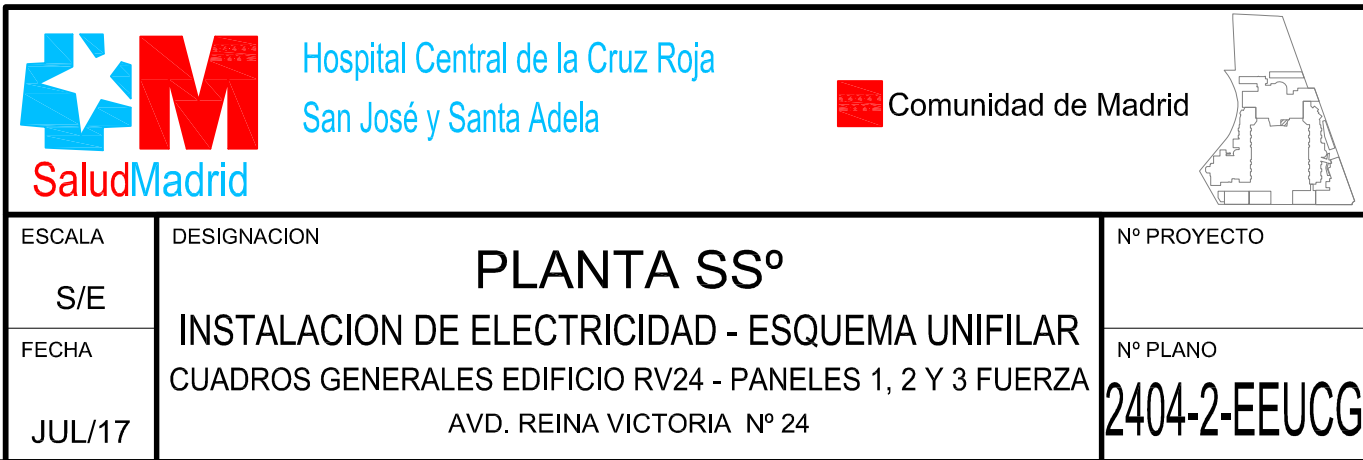 Hospital Central de la Cruz Roja
San José y Santa Adela
SaludMadrid
Comunidad de Madrid
ESCALA
S/E
FECHA
JUL/17
DESIGNACION
PLANTA SSº
INSTALACION DE ELECTRICIDAD - ESQUEMA UNIFILAR
CUADROS GENERALES EDIFICIO RV24 - PANELES 1, 2 Y 3 FUERZA
AVD. REINA VICTORIA Nº 24
Nº PROYECTO
Nº PLANO
2404-2-EEUCG